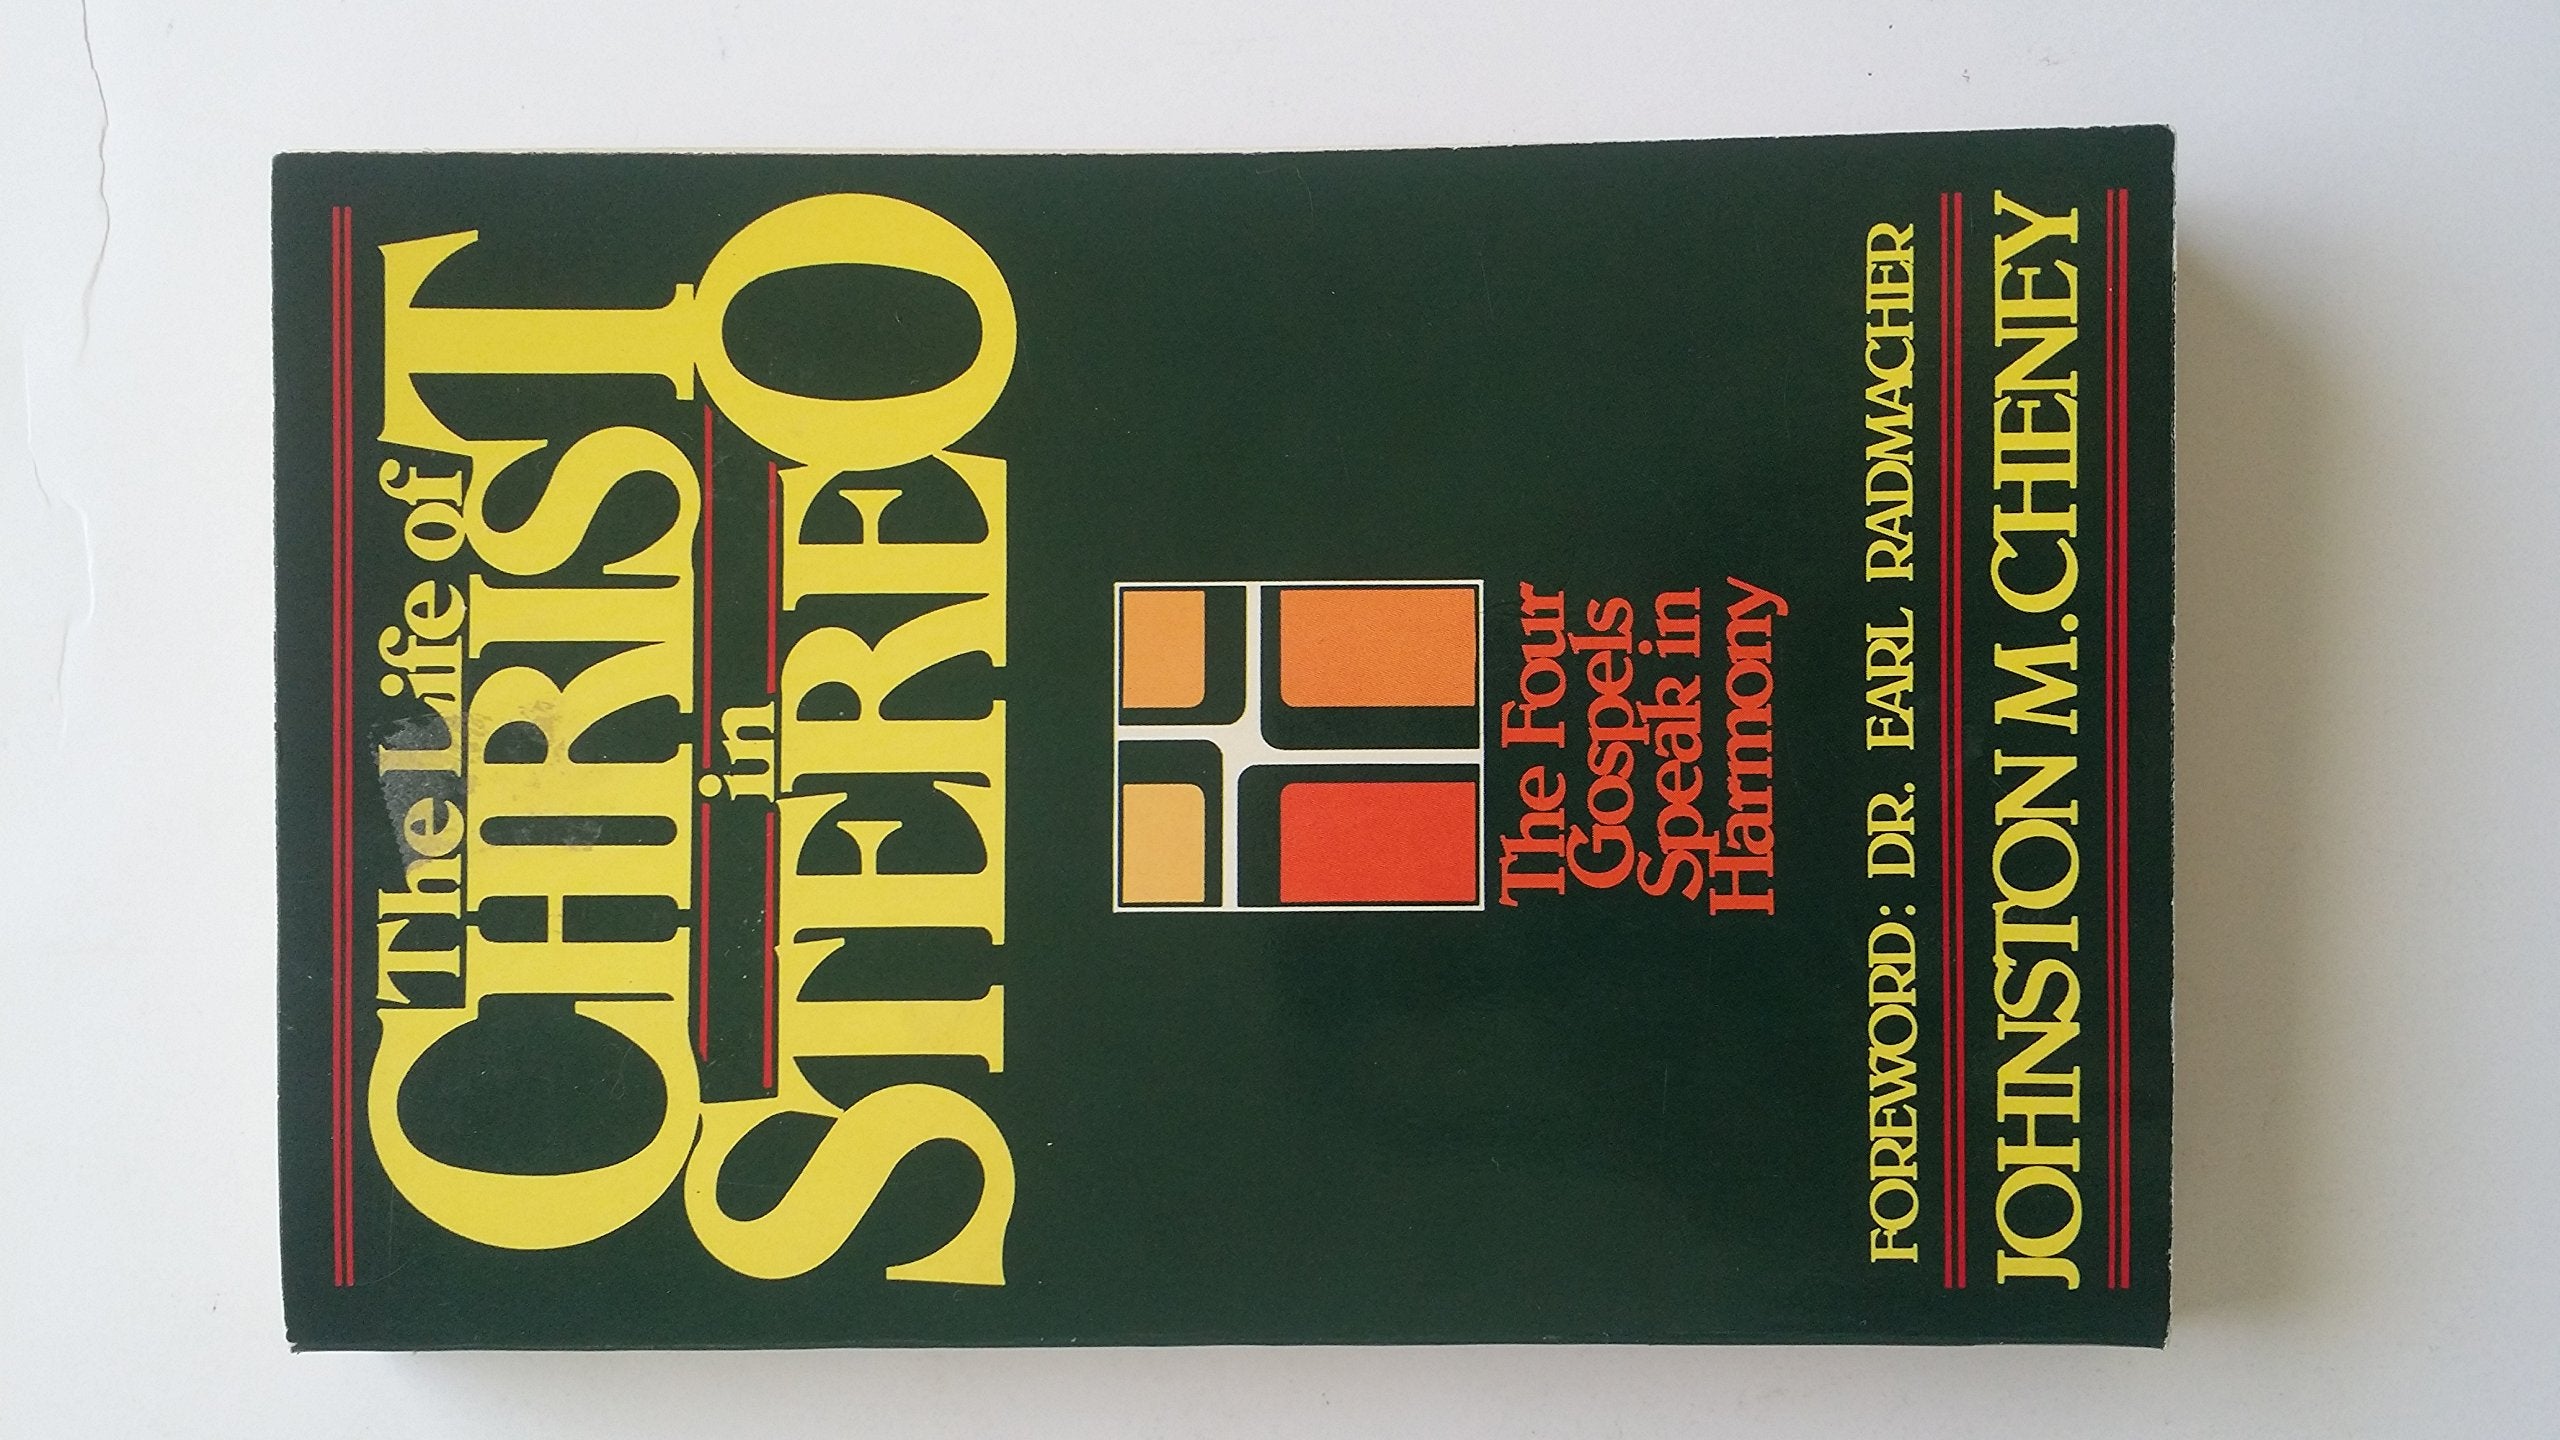 The Life of
CHRIST
in
STEREO
The Four
Gospels
Speak in
Harmony
FOREWORD: DR. EARL RADMACHER
JOHNSTON M. CHENEY